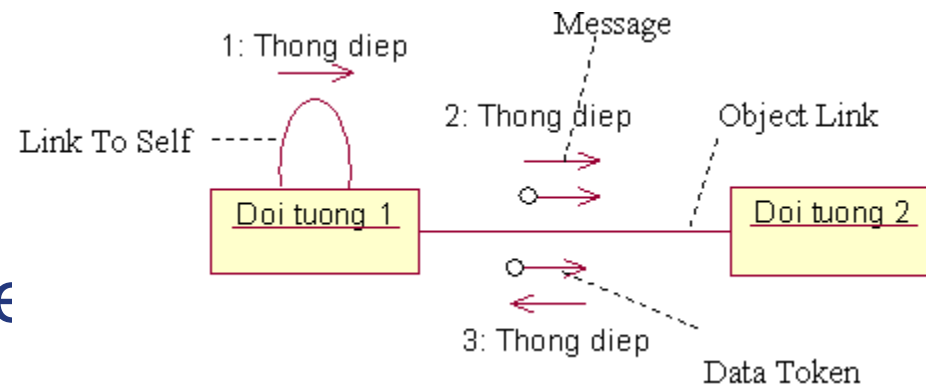 Message
1: Thong diep
2: Thong diep
Object Link
Link To Self
Doi tuong 1
Doi tuong 2
3: Thong diep
Data Token